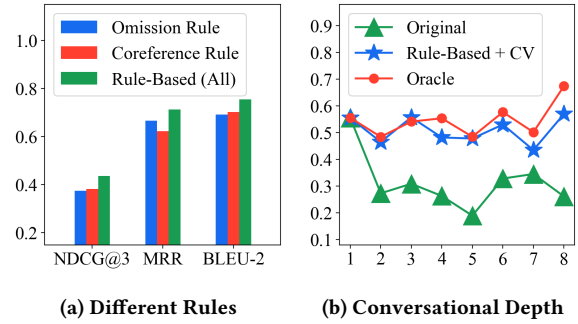 Omission Rule
Coreference Rule
Rule-Based (All)
1.0
0.8
0.6
0.4
0.2
NDCG@3 MRR BLEU-2
(a) Different Rules
Original
Rule-Based + CV
Oracle
0.9
0.8
0.7
0.6
0.5
0.4
0.3
0.2
0.1
1 2 3 4 5 6 7 8
(b) Conversational Depth